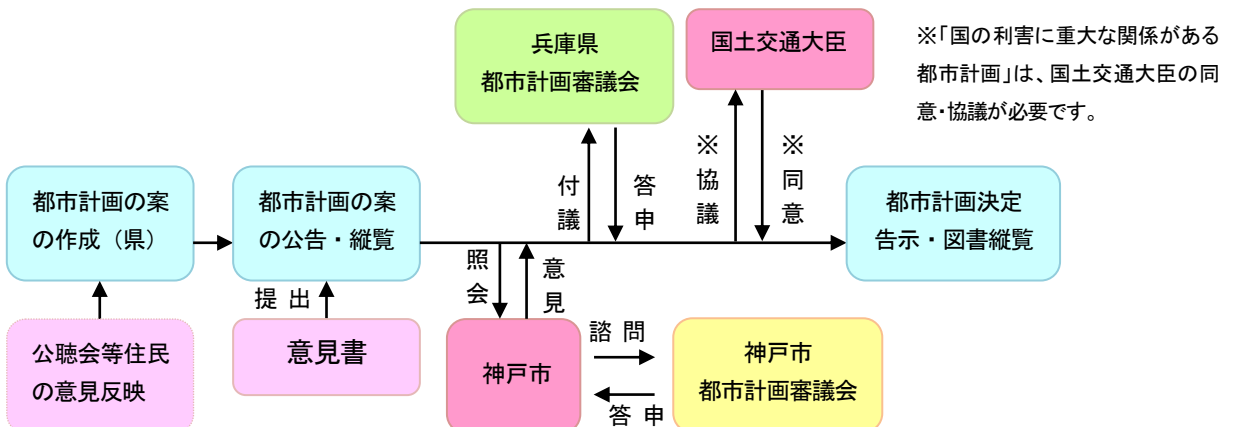 兵庫県
都市計画審議会
国土交通大臣
※「国の利害に重大な関係がある
都市計画」は、国土交通大臣の同
意・協議が必要です。
付議
答申
※協議
※同意
都市計画の案
の作成（県）
都市計画の案
の公告・縦覧
都市計画決定
告示・図書縦覧
照会
意見
提出
公聴会等住民
の意見反映
意見書
神戸市
諮問
答申
神戸市
都市計画審議会